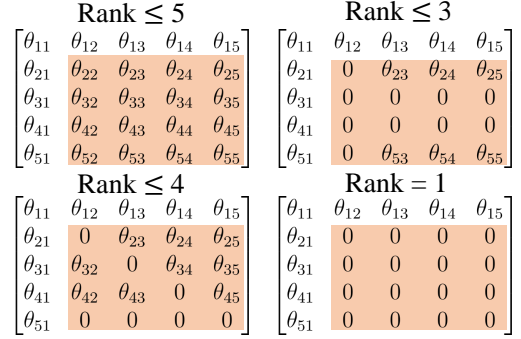 Rank ≤ 5
θ₁₁ θ₁₂ θ₁₃ θ₁₄ θ₁₅
θ₂₁ θ₂₂ θ₂₃ θ₂₄ θ₂₅
θ₃₁ θ₃₂ θ₃₃ θ₃₄ θ₃₅
θ₄₁ θ₄₂ θ₄₃ θ₄₄ θ₄₅
θ₅₁ θ₅₂ θ₅₃ θ₅₄ θ₅₅
Rank ≤ 3
θ₁₁ θ₁₂ θ₁₃ θ₁₄ θ₁₅
θ₂₁ 0 θ₂₃ θ₂₄ θ₂₅
θ₃₁ 0 0 0 0
θ₄₁ 0 0 0 0
θ₅₁ 0 θ₅₃ θ₅₄ θ₅₅
Rank ≤ 4
θ₁₁ θ₁₂ θ₁₃ θ₁₄ θ₁₅
θ₂₁ 0 θ₂₃ θ₂₄ θ₂₅
θ₃₁ θ₃₂ 0 θ₃₄ θ₃₅
θ₄₁ θ₄₂ θ₄₃ 0 θ₄₅
θ₅₁ 0 0 0 0
Rank = 1
θ₁₁ θ₁₂ θ₁₃ θ₁₄ θ₁₅
θ₂₁ 0 0 0 0
θ₃₁ 0 0 0 0
θ₄₁ 0 0 0 0
θ₅₁ 0 0 0 0